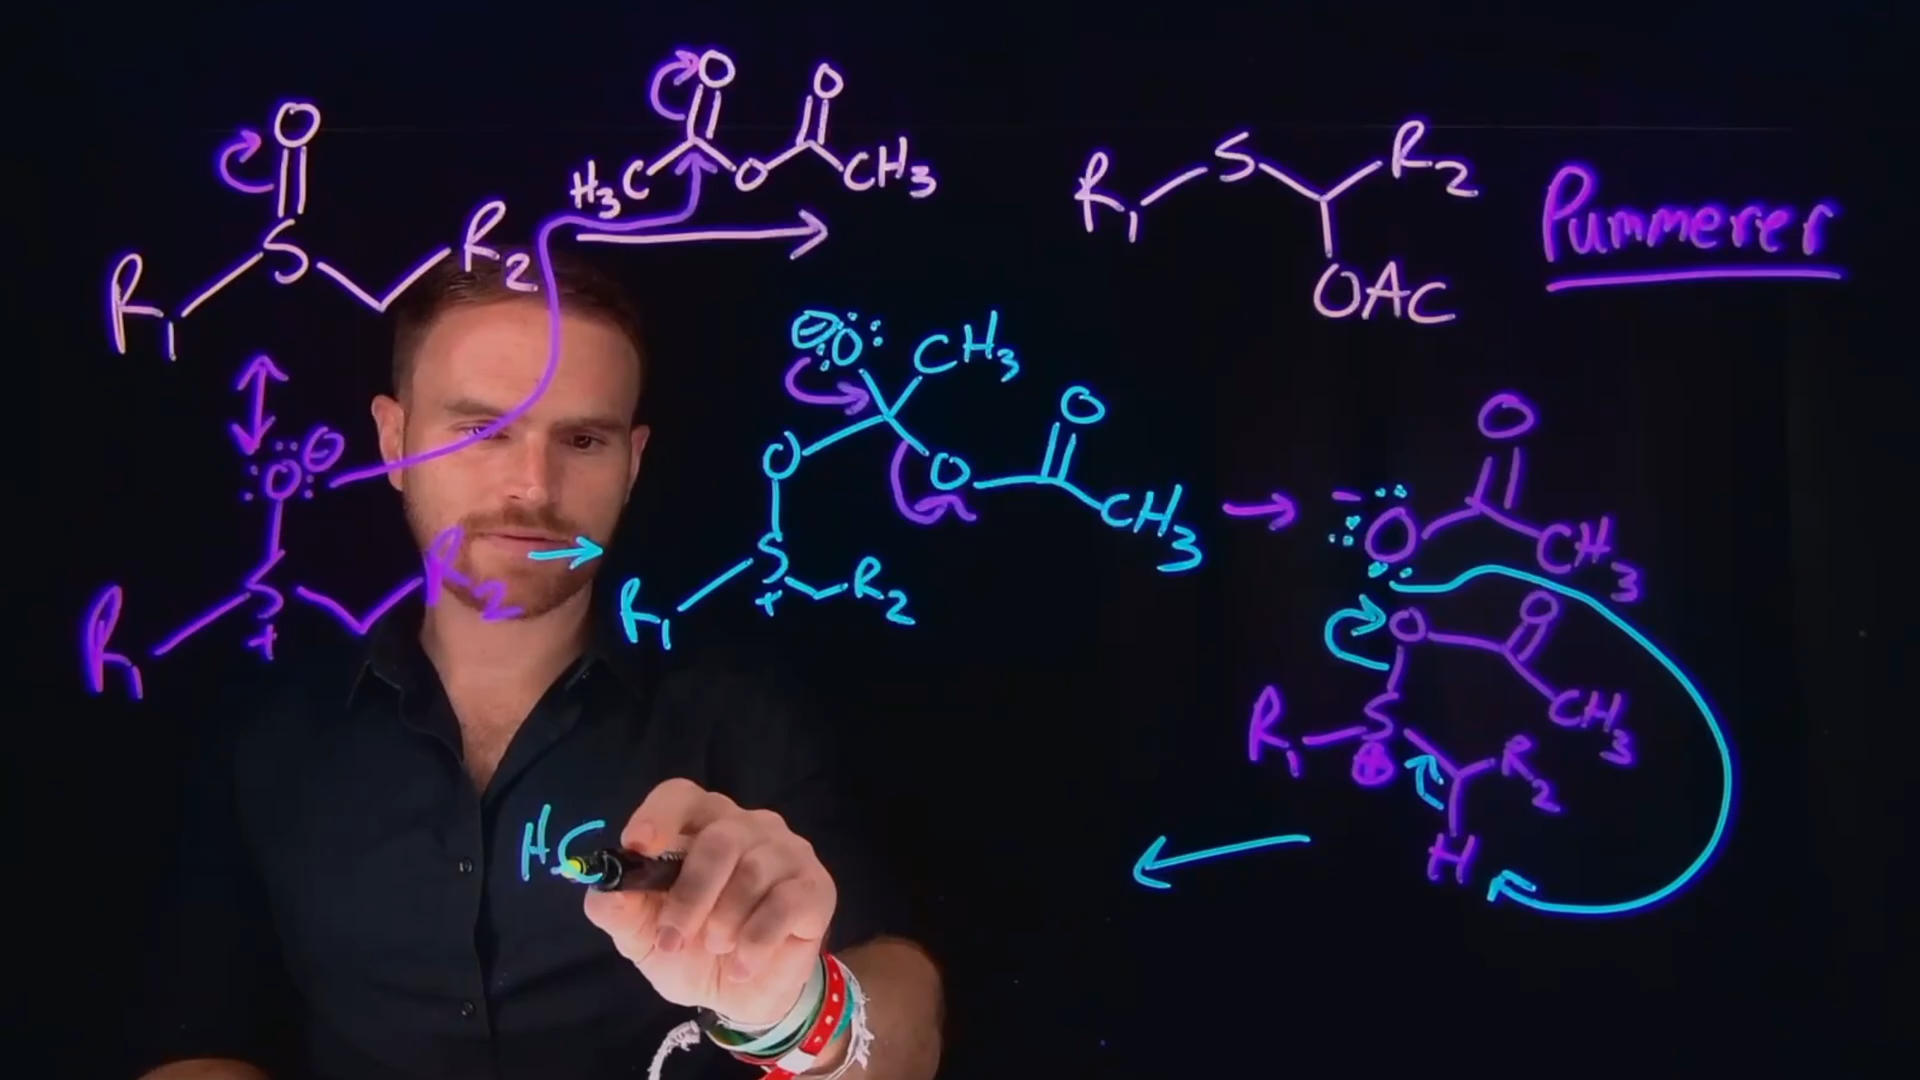 O
O
O
H3C
O
CH3
R1
S
R2
R1
S
R2
OAC
Pummerer
⊖
O
CH3
O
O
⊖
O
O
O
CH3
O
CH3
R1
S
+
R2
R1
S
+
R2
−
O
O
O
CH3
R1
S
⊕
R2
H
HC